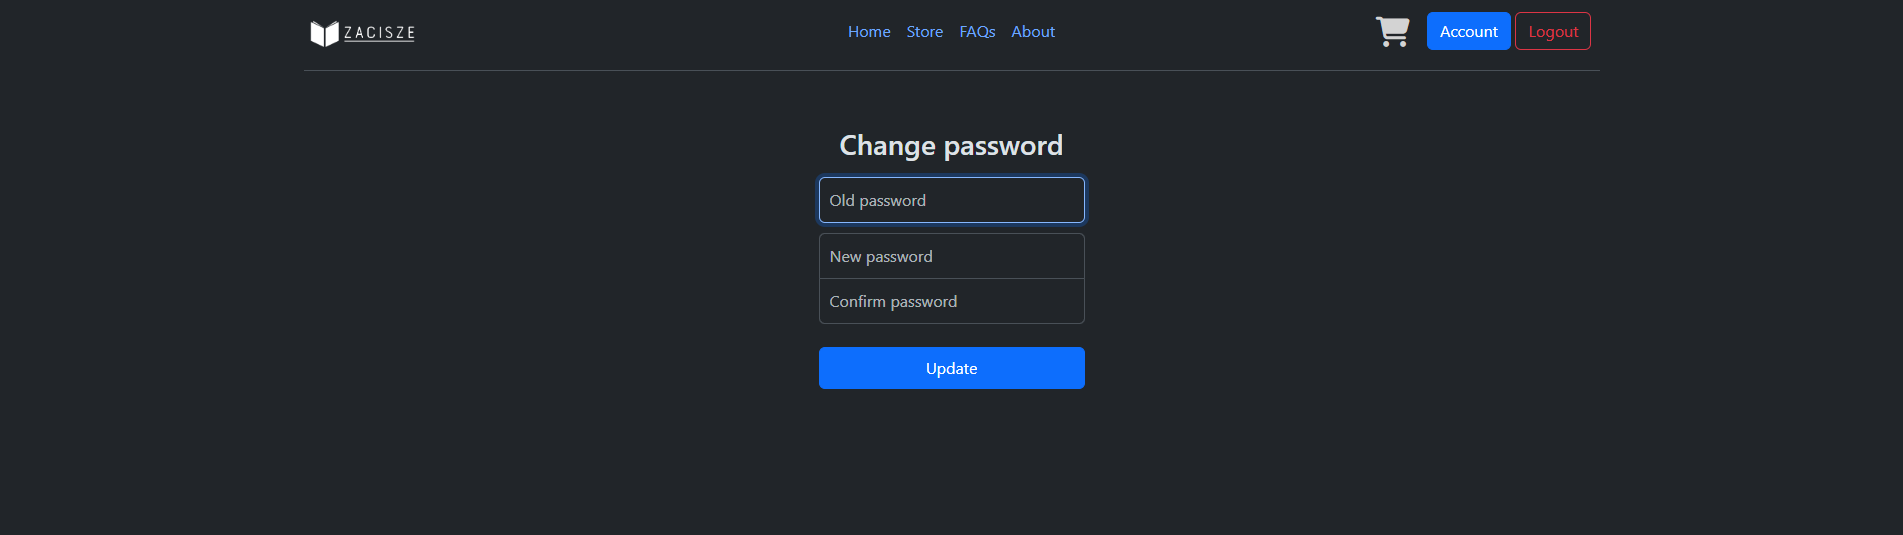 ZACISZE
Home Store FAQs About
Account Logout
Change password
Old password
New password
Confirm password
Update